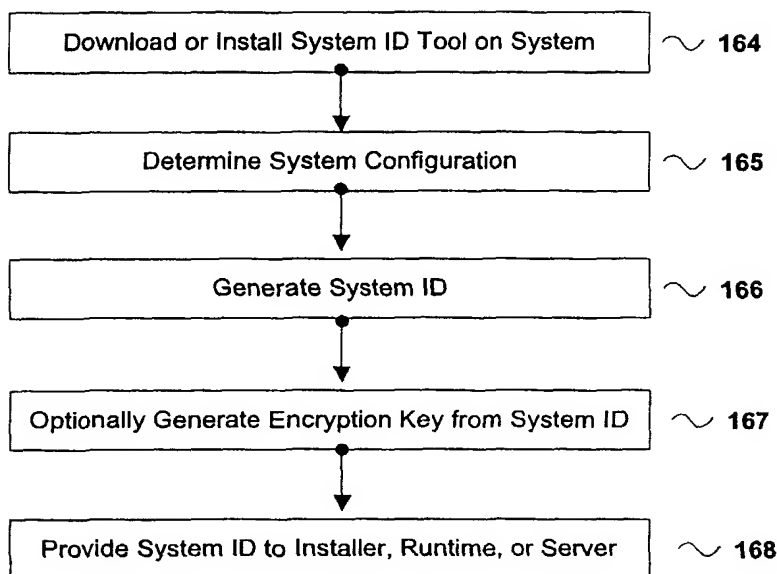 Download or Install System ID Tool on System 164
Determine System Configuration 165
Generate System ID 166
Optionally Generate Encryption Key from System ID 167
Provide System ID to Installer, Runtime, or Server 168